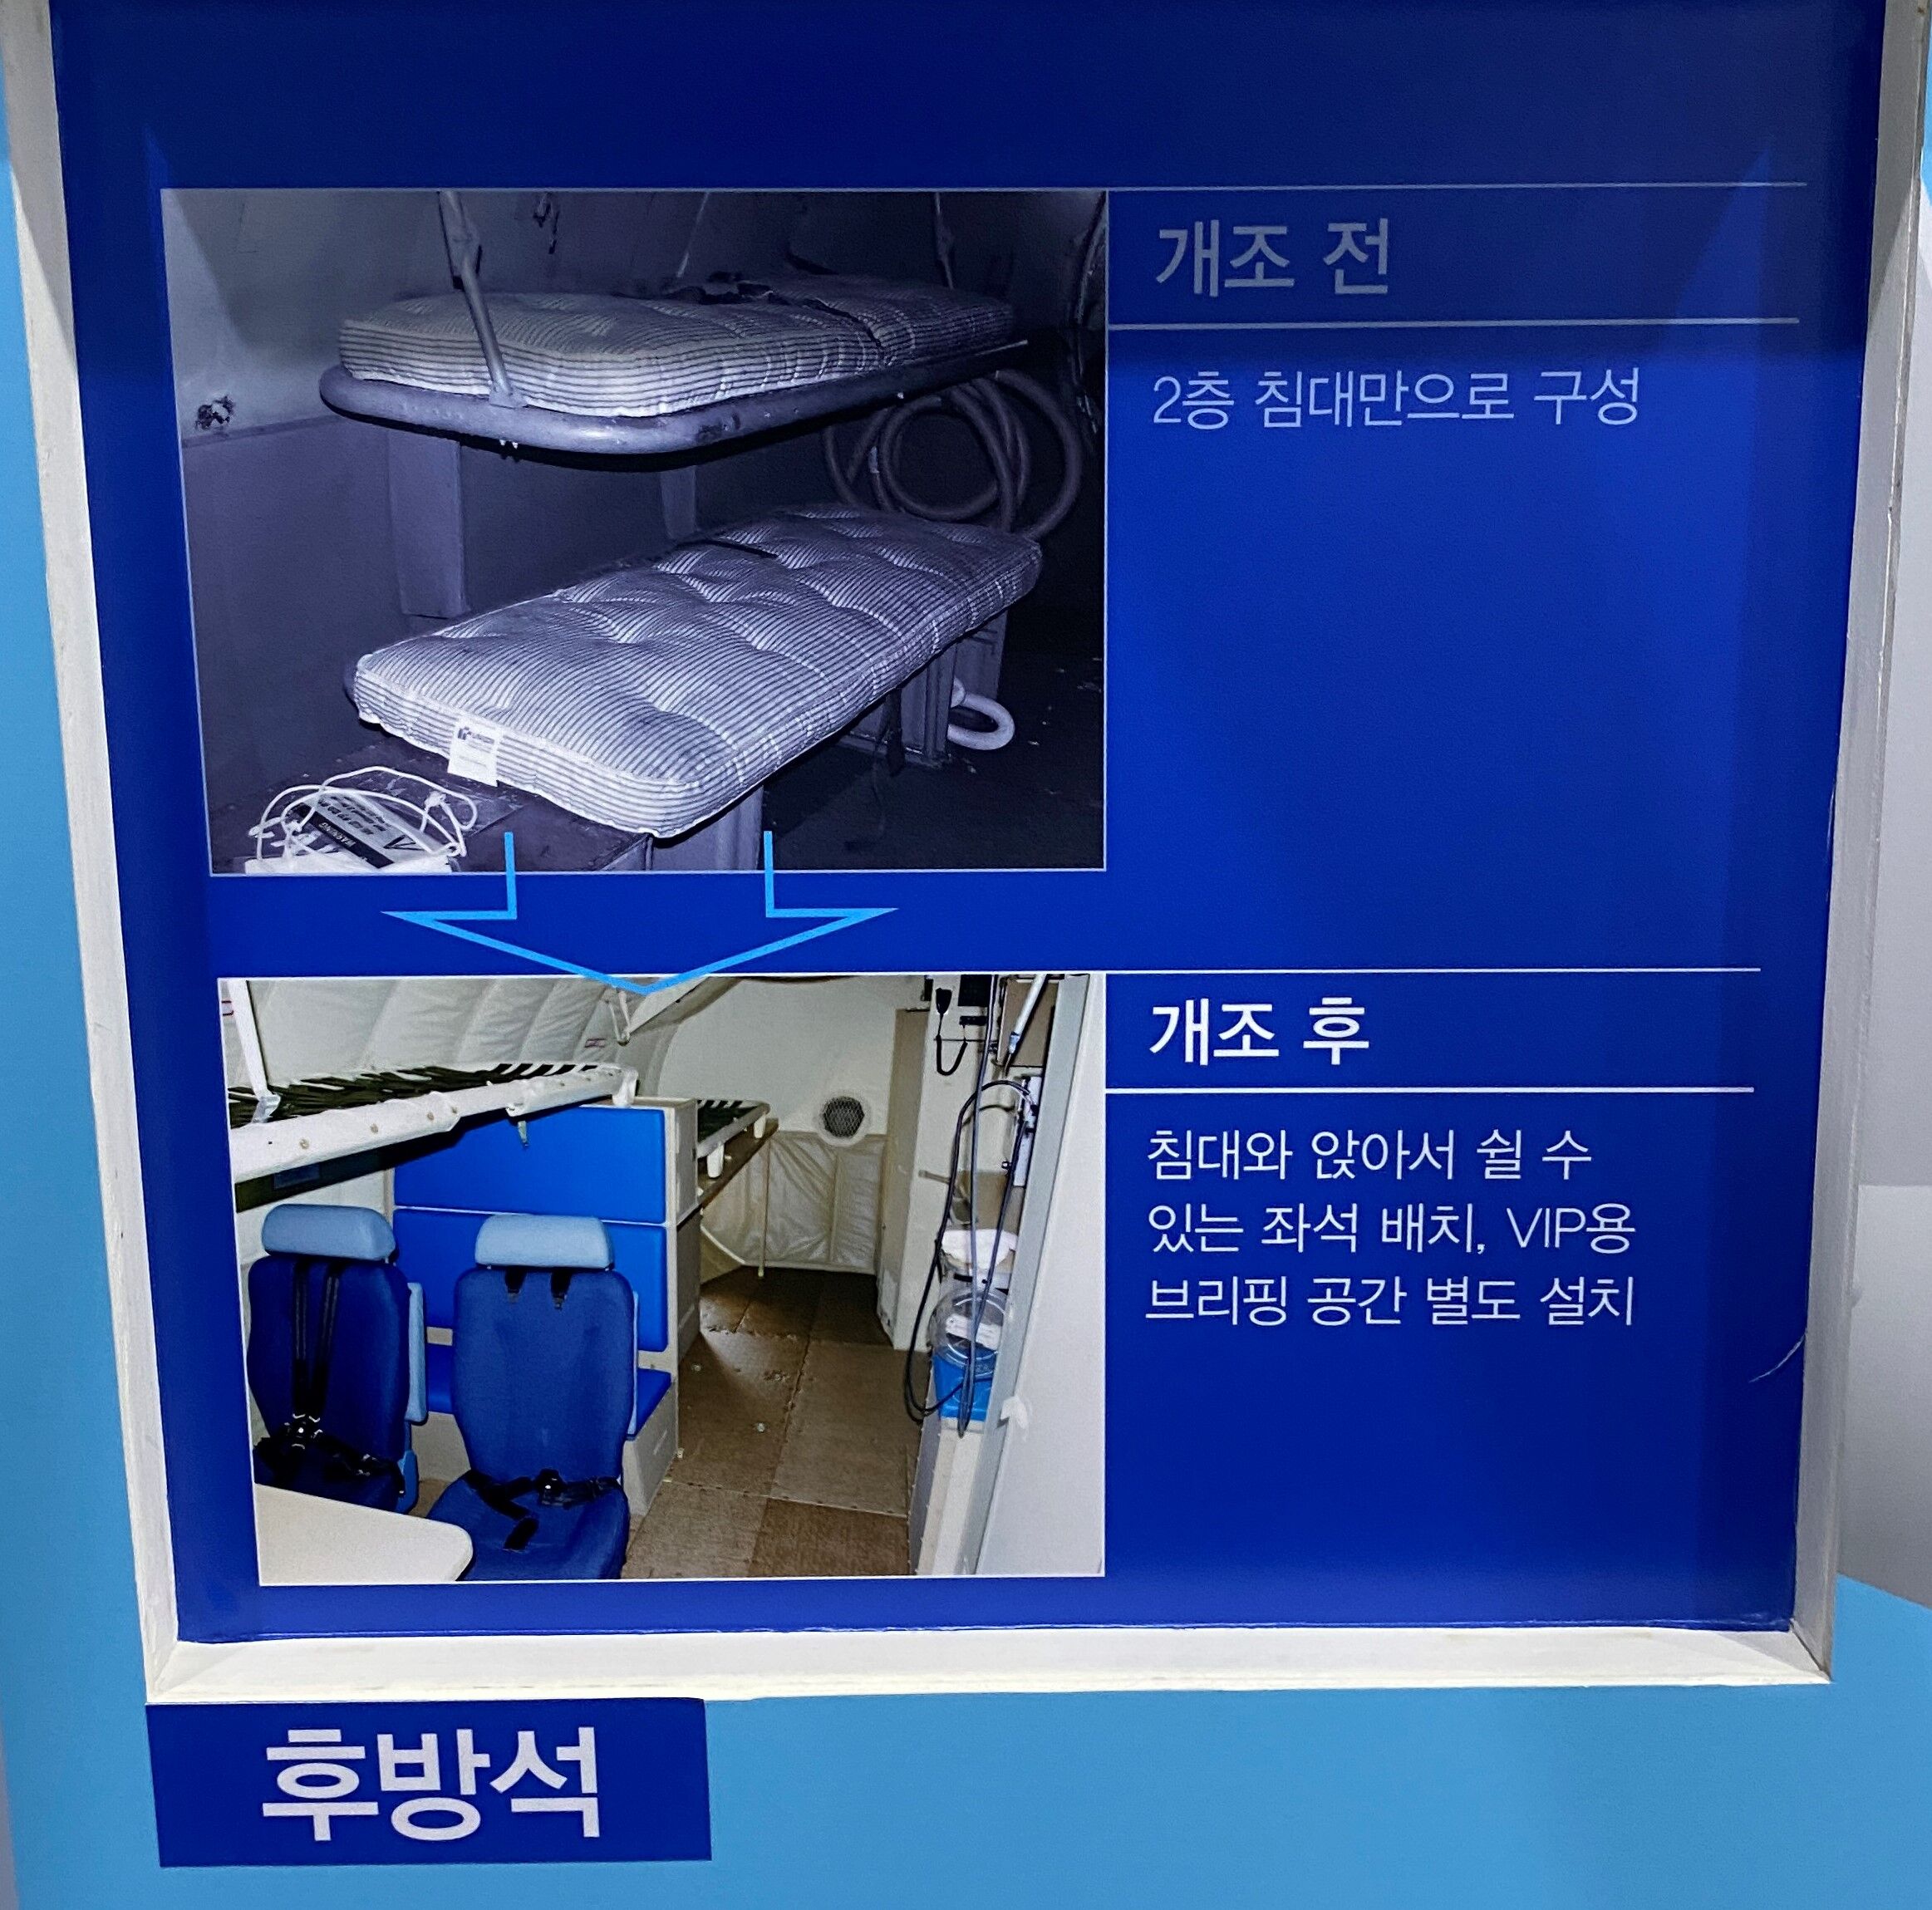 개조 전
2층 침대만으로 구성
개조 후
침대와 앉아서 쉴 수
있는 좌석 배치, VIP용
브리핑 공간 별도 설치
후방석